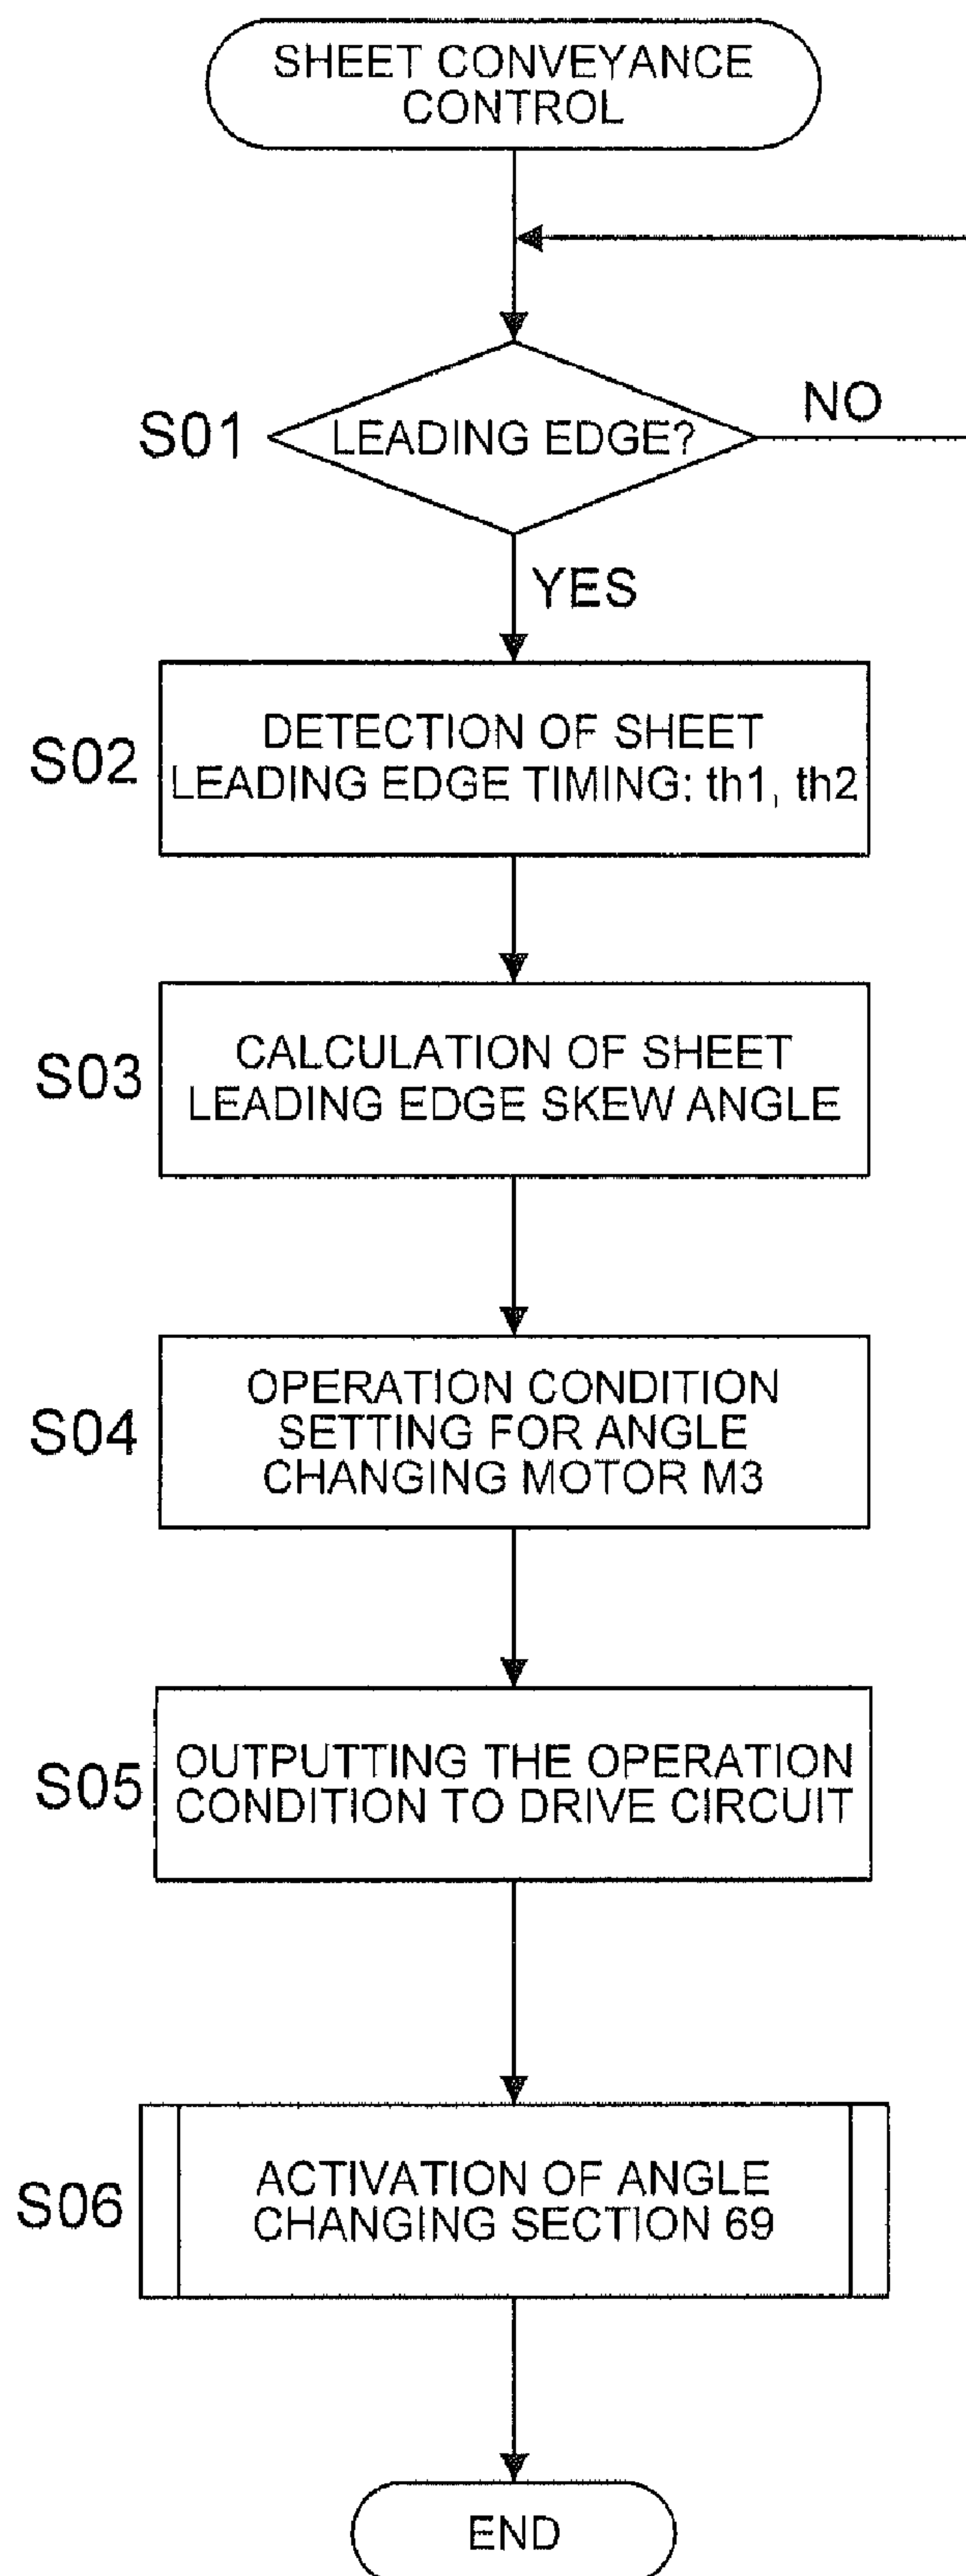 SHEET CONVEYANCE
CONTROL
S01
LEADING EDGE?
NO
YES
S02
DETECTION OF SHEET
LEADING EDGE TIMING: th1, th2
S03
CALCULATION OF SHEET
LEADING EDGE SKEW ANGLE
S04
OPERATION CONDITION
SETTING FOR ANGLE
CHANGING MOTOR M3
S05
OUTPUTTING THE OPERATION
CONDITION TO DRIVE CIRCUIT
S06
ACTIVATION OF ANGLE
CHANGING SECTION 69
END